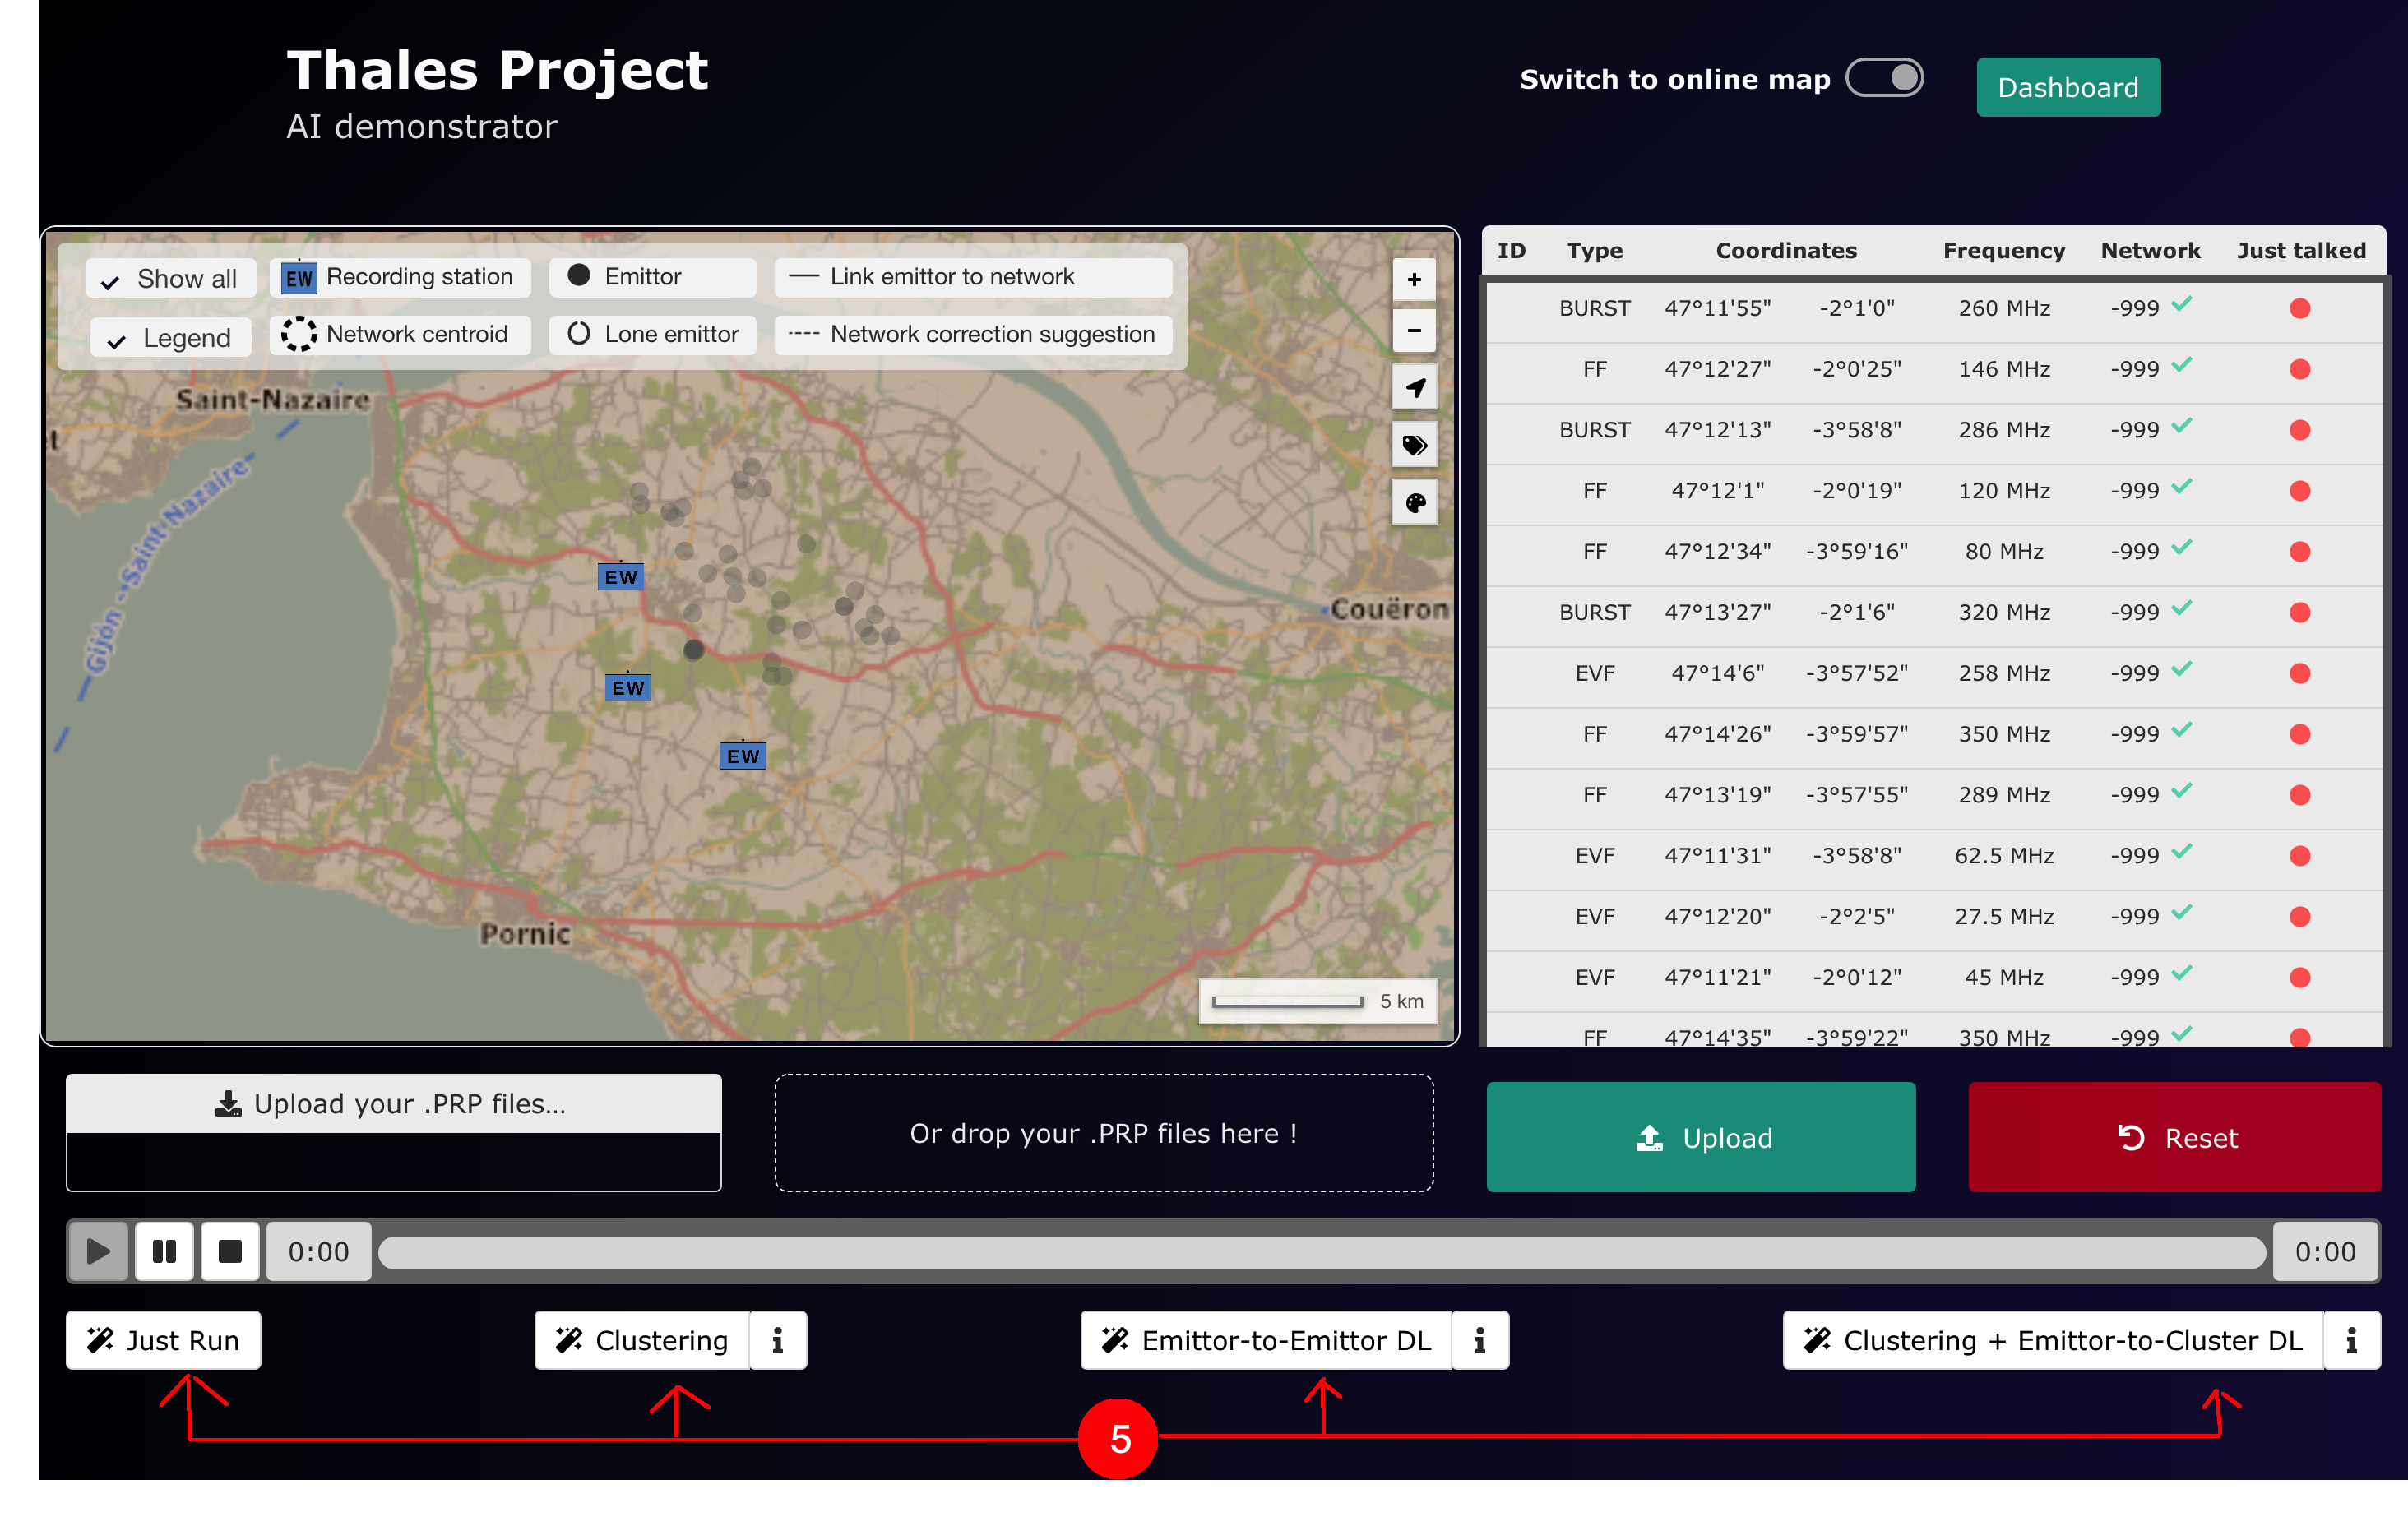 Thales Project
AI demonstrator
Switch to online map
Dashboard
Show all
EW Recording station
Emittor
Link emittor to network
Legend
Network centroid
Lone emittor
Network correction suggestion
+
−
Saint-Nazaire
Gijón - Saint-Nazaire
Couëron
Pornic
EW
EW
EW
5 km
ID Type Coordinates Frequency Network Just talked
BURST 47°11'55" -2°1'0" 260 MHz -999
FF 47°12'27" -2°0'25" 146 MHz -999
BURST 47°12'13" -3°58'8" 286 MHz -999
FF 47°12'1" -2°0'19" 120 MHz -999
FF 47°12'34" -3°59'16" 80 MHz -999
BURST 47°13'27" -2°1'6" 320 MHz -999
EVF 47°14'6" -3°57'52" 258 MHz -999
FF 47°14'26" -3°59'57" 350 MHz -999
FF 47°13'19" -3°57'55" 289 MHz -999
EVF 47°11'31" -3°58'8" 62.5 MHz -999
EVF 47°12'20" -2°2'5" 27.5 MHz -999
EVF 47°11'21" -2°0'12" 45 MHz -999
FF 47°14'35" -3°59'22" 350 MHz -999
Upload your .PRP files...
Or drop your .PRP files here !
Upload
Reset
0:00
0:00
Just Run
Clustering i
Emittor-to-Emittor DL i
Clustering + Emittor-to-Cluster DL i
5